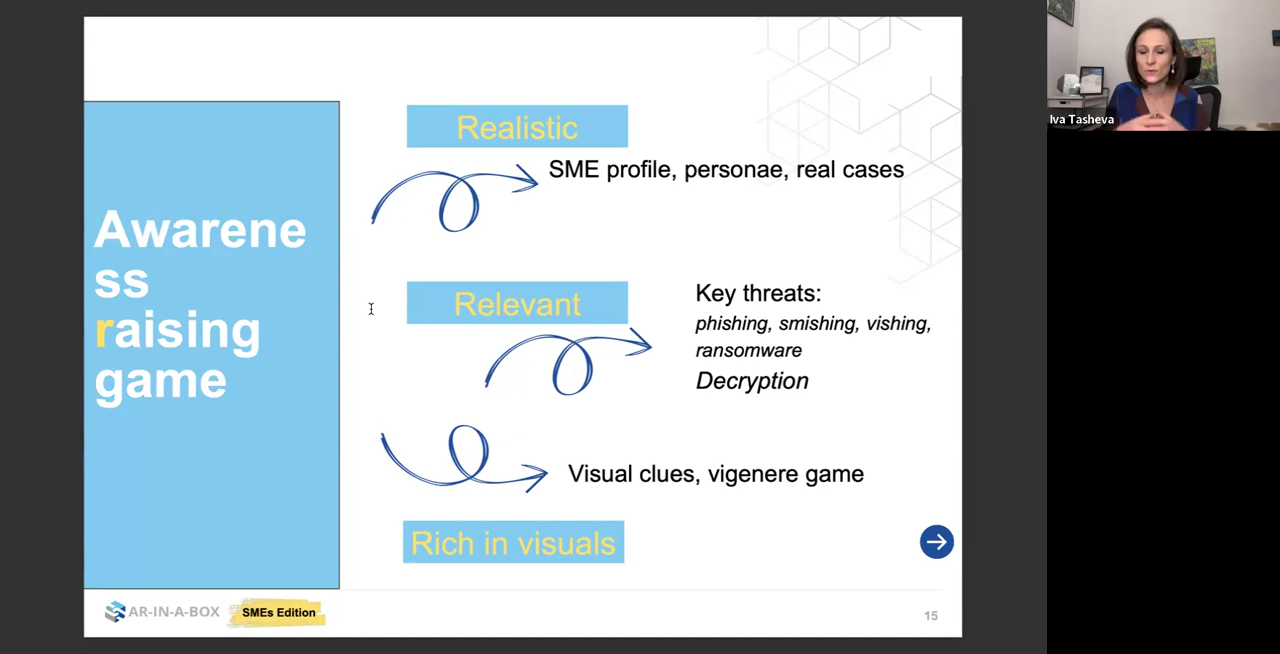 Awarene
ss
raising
game
Realistic
SME profile, personae, real cases
Relevant
Key threats:
phishing, smishing, vishing,
ransomware
Decryption
Visual clues, vigenere game
Rich in visuals
AR-IN-A-BOX
SMEs Edition
15
Iva Tasheva